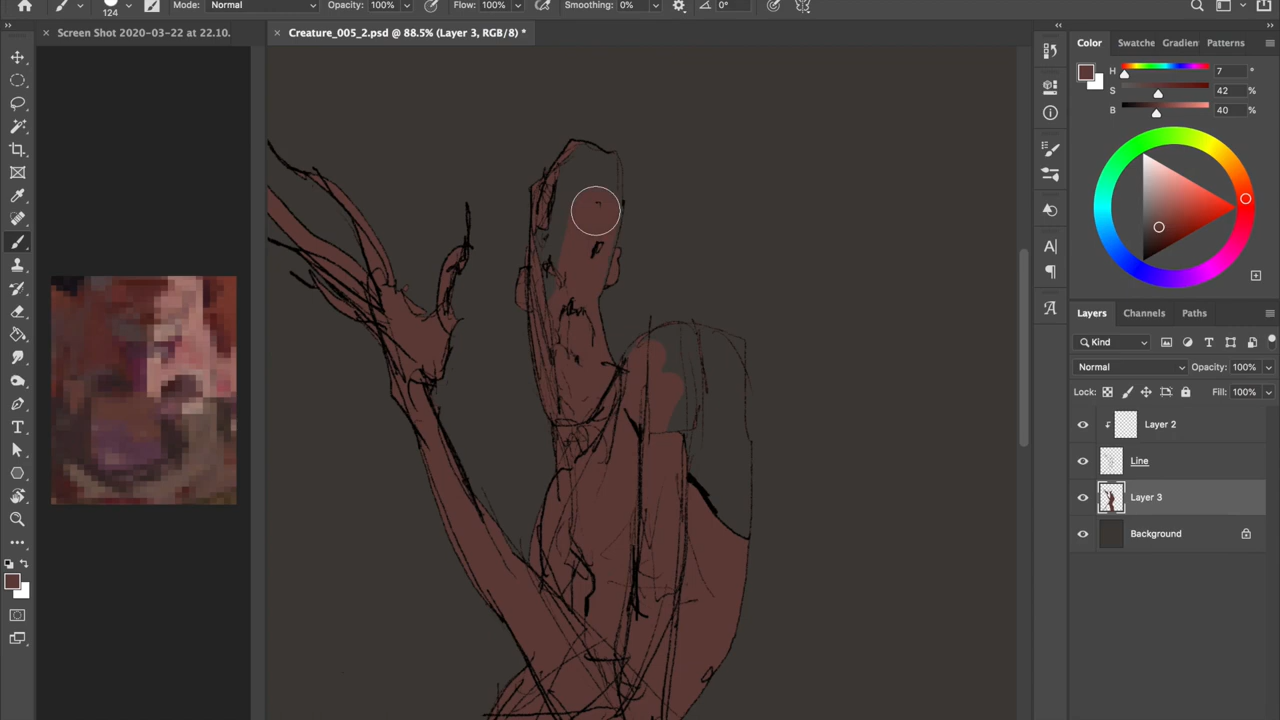 124
Mode: Normal
Opacity: 100%
Flow: 100%
Smoothing: 0%
0°
Screen Shot 2020-03-22 at 22.10.
Creature_005_2.psd @ 88.5% (Layer 3, RGB/8) *
Color
Swatche
Gradien
Patterns
H 7 °
S 42 %
B 40 %
Layers
Channels
Paths
Kind
Normal
Opacity: 100%
Lock:
Fill: 100%
Layer 2
Line
Layer 3
Background